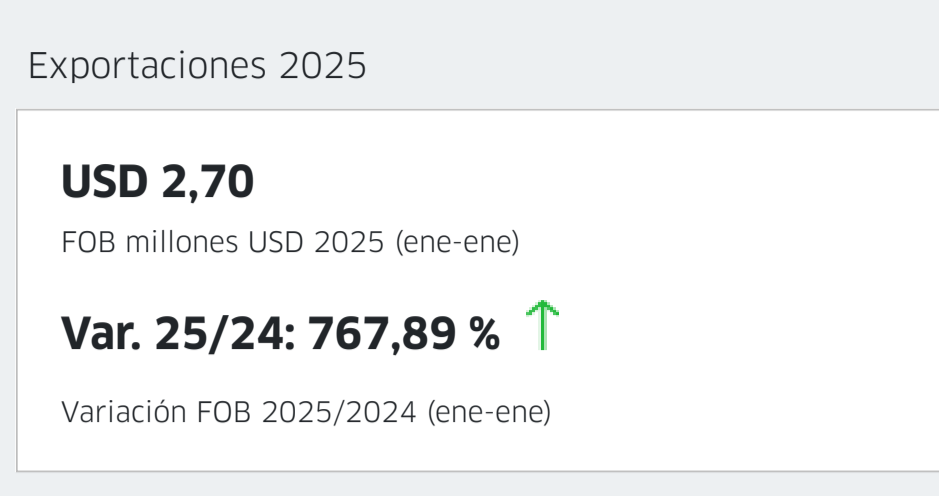 Exportaciones 2025
USD 2,70
FOB millones USD 2025 (ene-ene)
Var. 25/24: 767,89 %
Variación FOB 2025/2024 (ene-ene)